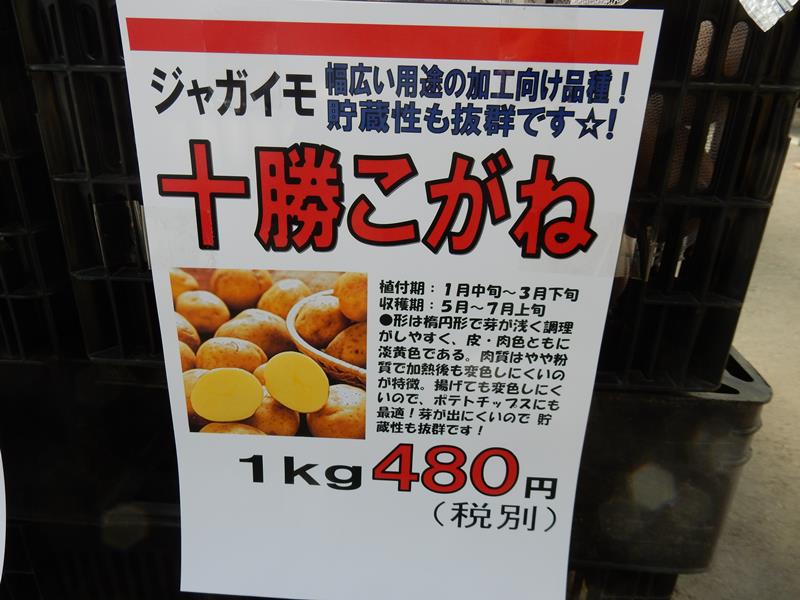 ジャガイモ
幅広い用途の加工向け品種！
貯蔵性も抜群です☆!
十勝こがね
植付期：1月中旬～3月下旬
収穫期：5月～7月上旬
●形は楕円形で芽が浅く調理
がしやすく、皮・肉色ともに
淡黄色である。肉質はやや粉
質で加熱後も変色しにくいの
が特徴。揚げても変色しにく
いので、ポテトチップスにも
最適！芽が出にくいので 貯
蔵性も抜群です！
1kg480円
（税別）